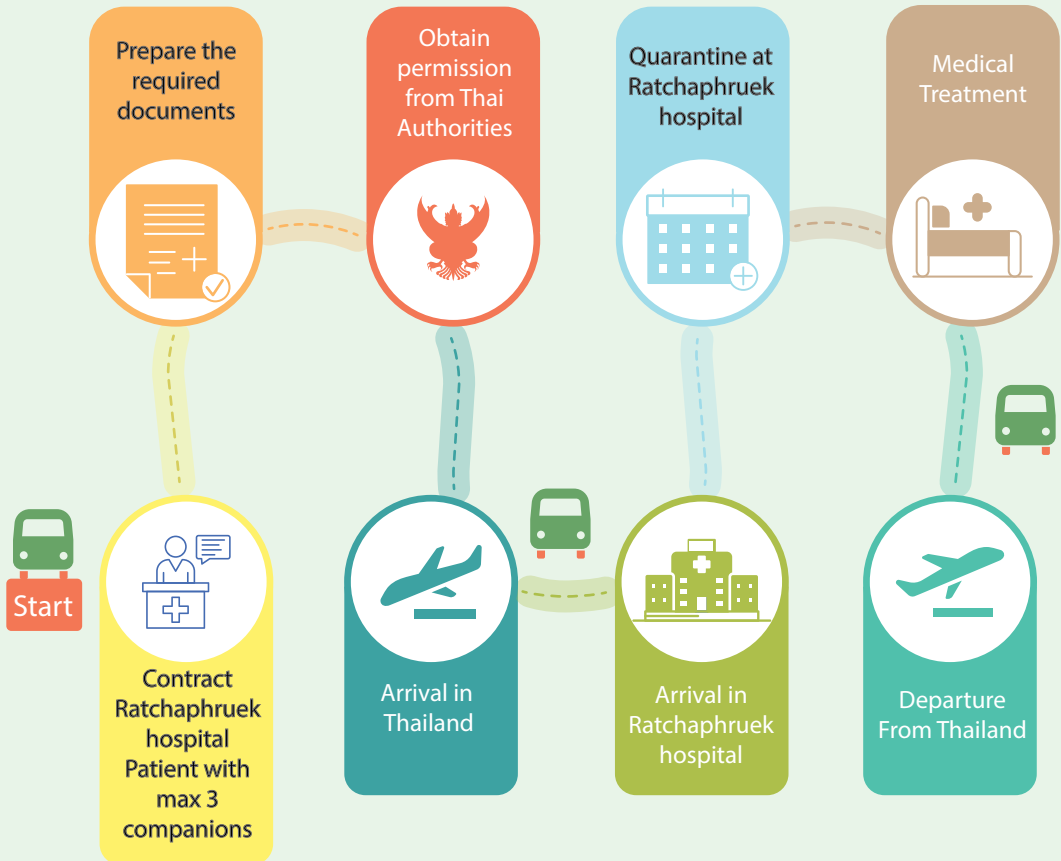 Start
Contract
Ratchaphruek
hospital
Patient with
max 3
companions
Prepare the
required
documents
Obtain
permission
from Thai
Authorities
Arrival in
Thailand
Arrival in
Ratchaphruek
hospital
Quarantine at
Ratchaphruek
hospital
Medical
Treatment
Departure
From Thailand